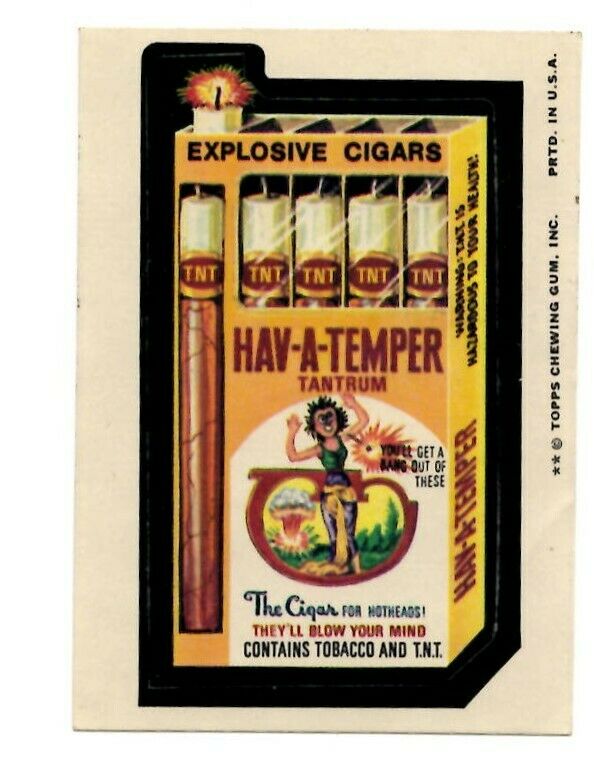 EXPLOSIVE CIGARS
TNT
TNT
TNT
TNT
TNT
HAV-A-TEMPER
TANTRUM
YOU'LL GET A
BANG OUT OF
THESE
The Cigar FOR HOTHEADS!
THEY'LL BLOW YOUR MIND
CONTAINS TOBACCO AND T.N.T.
WARNING: T.N.T. IS
HAZARDOUS TO YOUR HEALTH!
HAV-A-TEMPER
**© TOPPS CHEWING GUM, INC. PRTD. IN U.S.A.